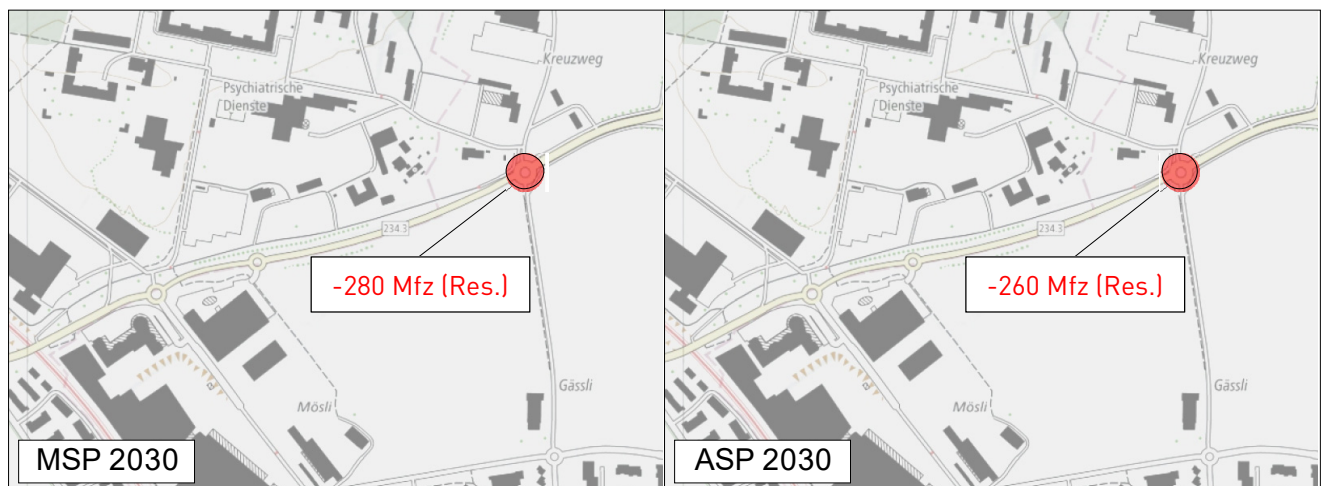 Kreuzweg
Psychiatrische
Dienste
234.3
-280 Mfz (Res.)
Gässli
Mösli
MSP 2030
Kreuzweg
Psychiatrische
Dienste
234.3
-260 Mfz (Res.)
Gässli
Mösli
ASP 2030